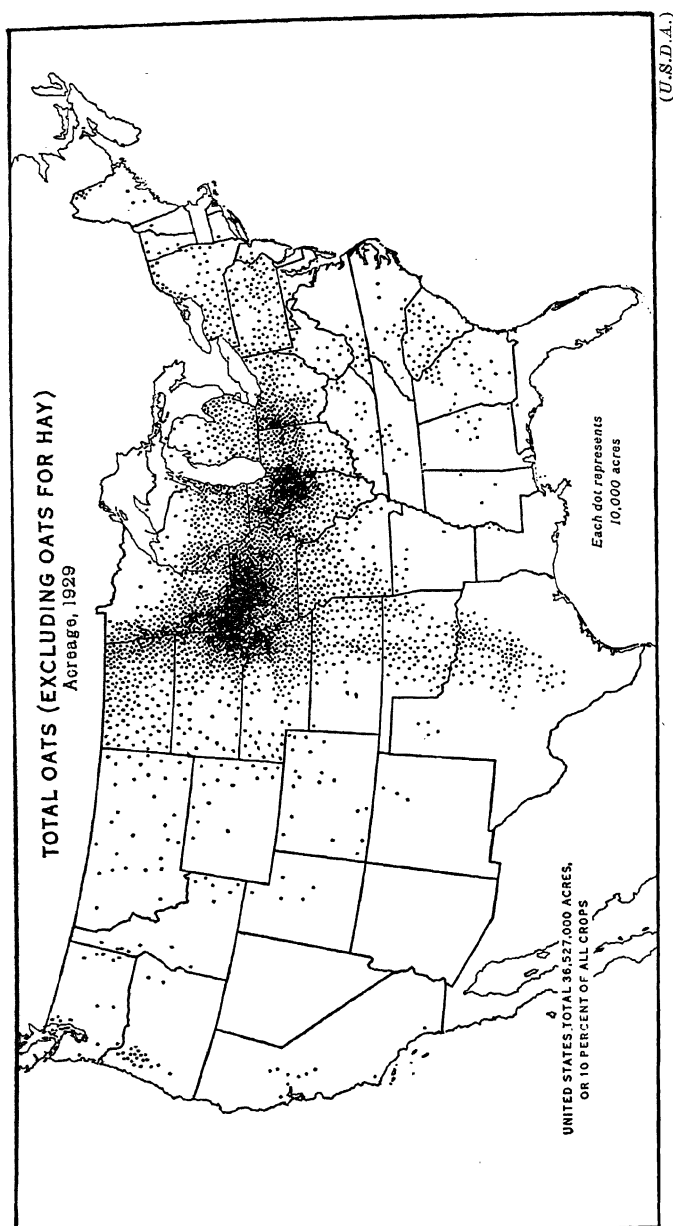 TOTAL OATS (EXCLUDING OATS FOR HAY)
Acreage, 1929
Each dot represents
10,000 acres
UNITED STATES TOTAL 36,527,000 ACRES,
OR 10 PERCENT OF ALL CROPS
(U.S.D.A.)